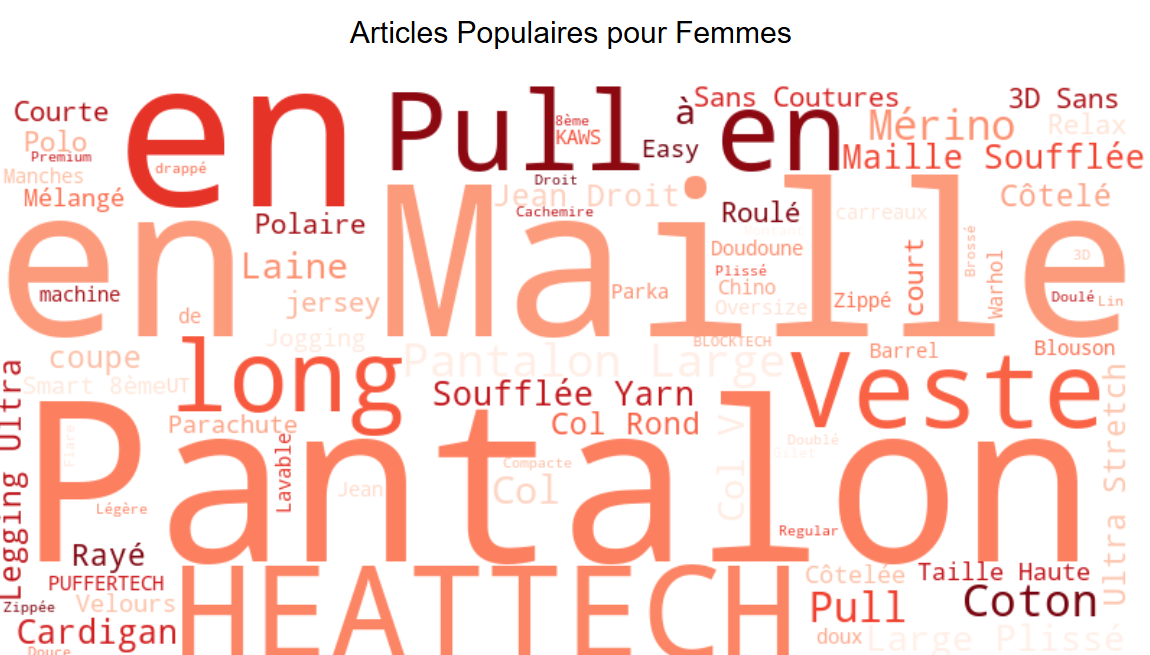 Articles Populaires pour Femmes
en
Pull en
à
Sans Coutures
3D Sans
Courte
8ème
KAWS
Mérino
Relax
Polo
Premium
Easy
Maille Soufflée
drappé
Manches
Mélangé
Droit
Jean Droit
Côtelé
Cachemire
Roulé
carreaux
Polaire
en
Maille
Montant
Doudoune
court
Brossé
3D
Laine
Plissé
Chino
Warhol
machine
jersey
Parka
Oversize
Zippé
Doulé
Lin
de
Jogging
BLOCKTECH
coupe
long
Pantalon Large
Veste
Barrel
Blouson
Smart 8èmeUT
Soufflée Yarn
Legging Ultra
Parachute
Col Rond
Col V
Ultra Stretch
Pantalon
Flare
Lavable
Doublé
Gilet
Compacte
Jean
Col
Légère
Regular
Rayé
HEATTECH
PUFFERTECH
Côtelée
Taille Haute
Zippée
Velours
Pull
Coton
Cardigan
doux
Large Plissé
Douce